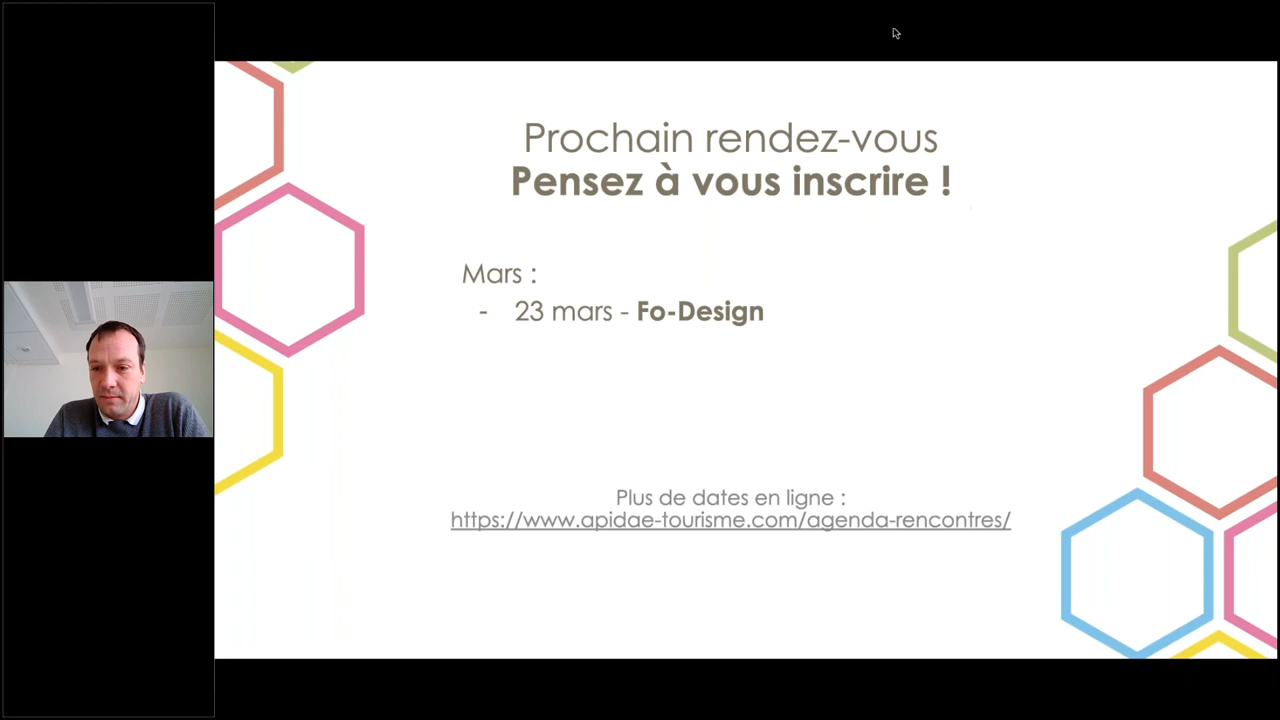 Prochain rendez-vous
Pensez à vous inscrire !
Mars :
- 23 mars - Fo-Design
Plus de dates en ligne :
https://www.apidae-tourisme.com/agenda-rencontres/